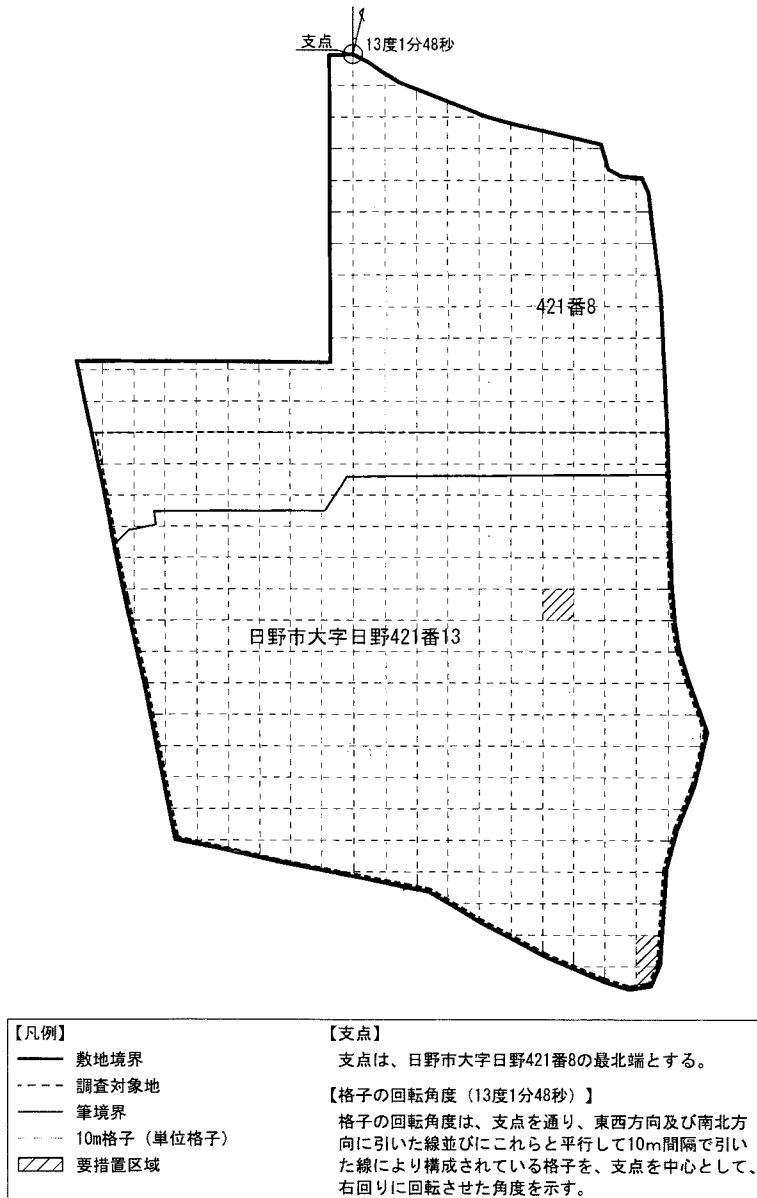 支点
13度1分48秒
421番8
日野市大字日野421番13
【凡例】
敷地境界
調査対象地
筆境界
10m格子（単位格子）
要措置区域
【支点】
支点は、日野市大字日野421番8の最北端とする。
【格子の回転角度（13度1分48秒）】
格子の回転角度は、支点を通り、東西方向及び南北方
向に引いた線並びにこれらと平行して10m間隔で引い
た線により構成されている格子を、支点を中心として、
右回りに回転させた角度を示す。